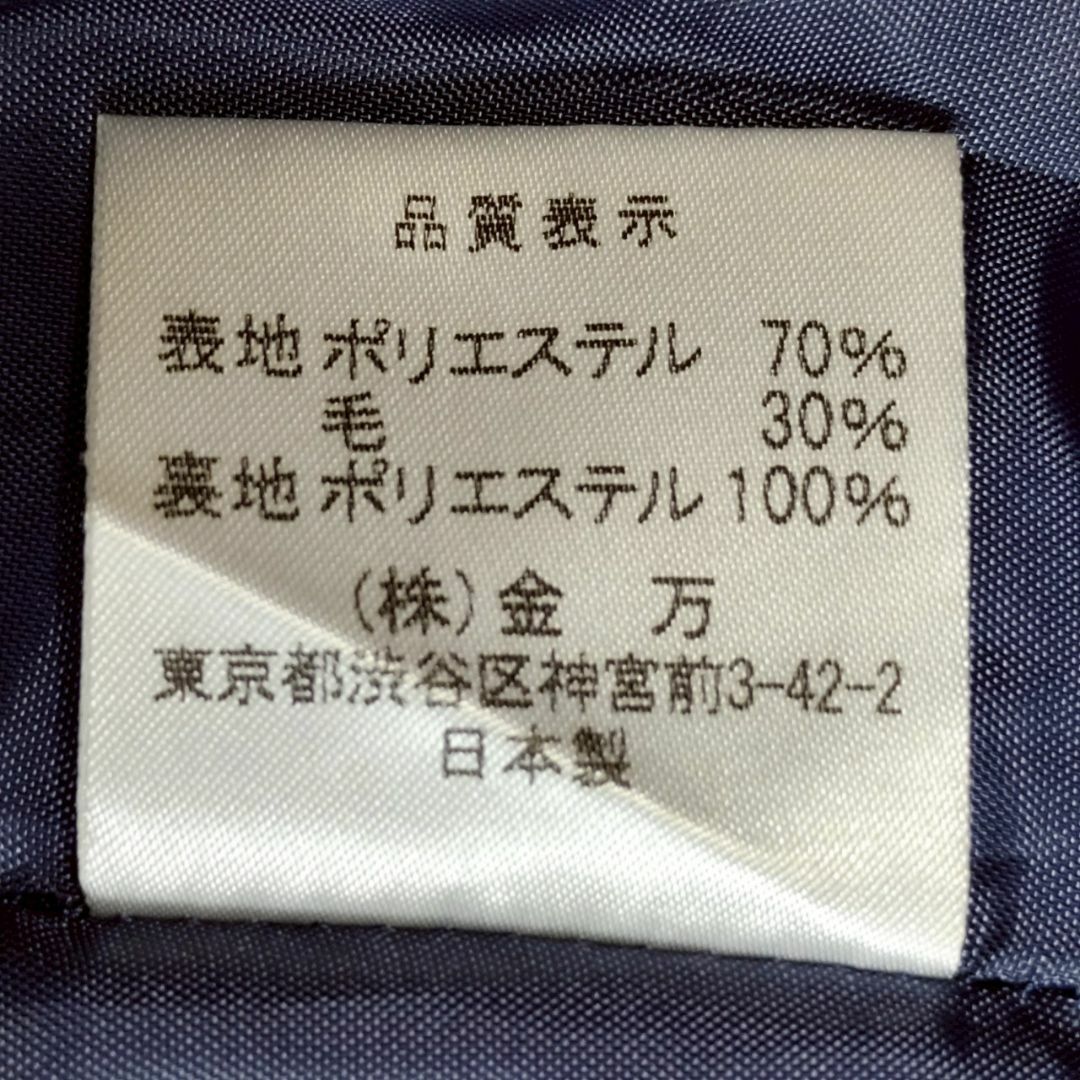 品質表示
表地 ポリエステル 70%
毛 30%
裏地 ポリエステル 100%
(株)金 万
東京都渋谷区神宮前3-42-2
日本製